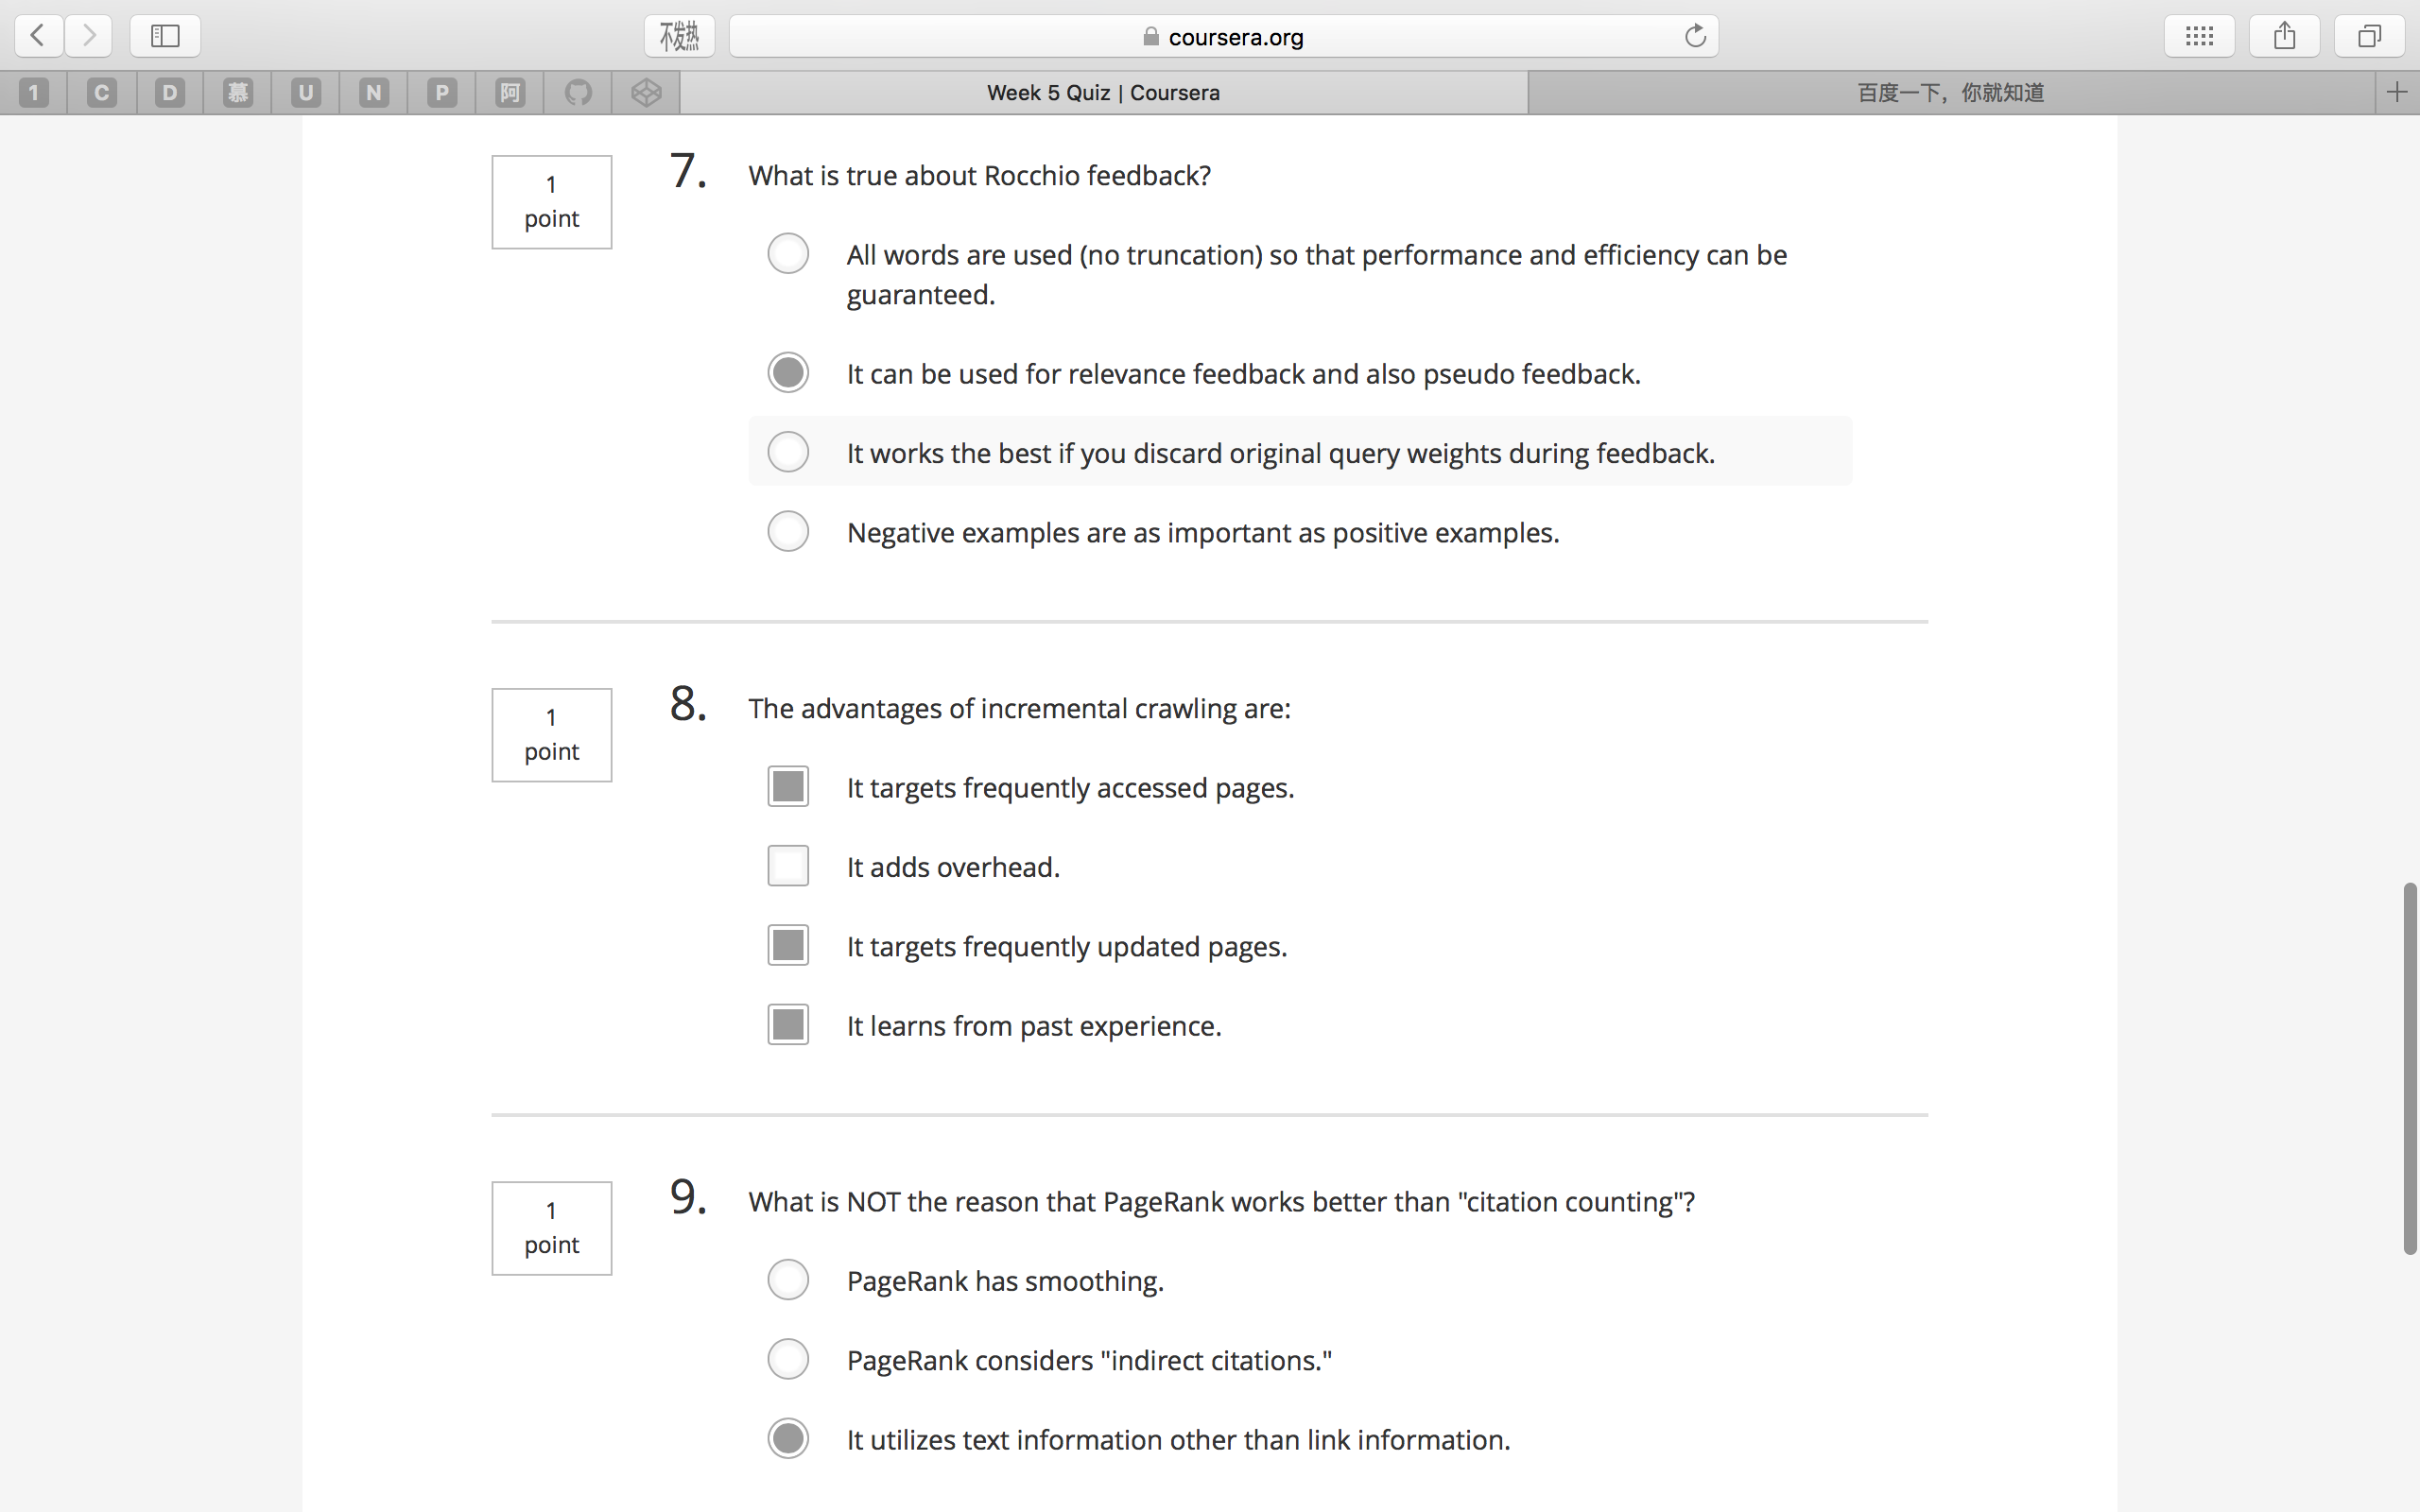 不发热
coursera.org
1
C
D
慕
U
N
P
阿
Week 5 Quiz | Coursera
百度一下，你就知道
1
point
7.
What is true about Rocchio feedback?
All words are used (no truncation) so that performance and efficiency can be
guaranteed.
It can be used for relevance feedback and also pseudo feedback.
It works the best if you discard original query weights during feedback.
Negative examples are as important as positive examples.
1
point
8.
The advantages of incremental crawling are:
It targets frequently accessed pages.
It adds overhead.
It targets frequently updated pages.
It learns from past experience.
1
point
9.
What is NOT the reason that PageRank works better than "citation counting"?
PageRank has smoothing.
PageRank considers "indirect citations."
It utilizes text information other than link information.